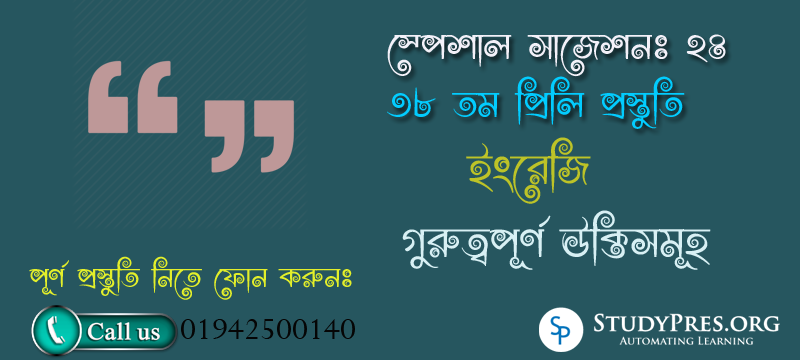 স্পেশাল সাজেশনঃ ২৪
৩৮ তম প্রিলি প্রস্তুতি
ইংরেজি
গুরুত্বপূর্ণ উক্তিসমূহ
পূর্ণ প্রস্তুতি নিতে ফোন করুনঃ
Call us 01942500140
SP STUDYPRES.ORG
AUTOMATING LEARNING